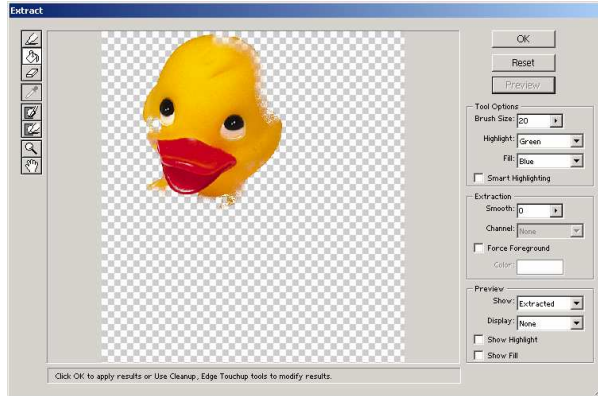 Extract
OK
Reset
Preview
Tool Options
Brush Size: 20
Highlight: Green
Fill: Blue
Smart Highlighting
Extraction
Smooth: 0
Channel: None
Force Foreground
Color:
Preview
Show: Extracted
Display: None
Show Highlight
Show Fill
Click OK to apply results or Use Cleanup, Edge Touchup tools to modify results.